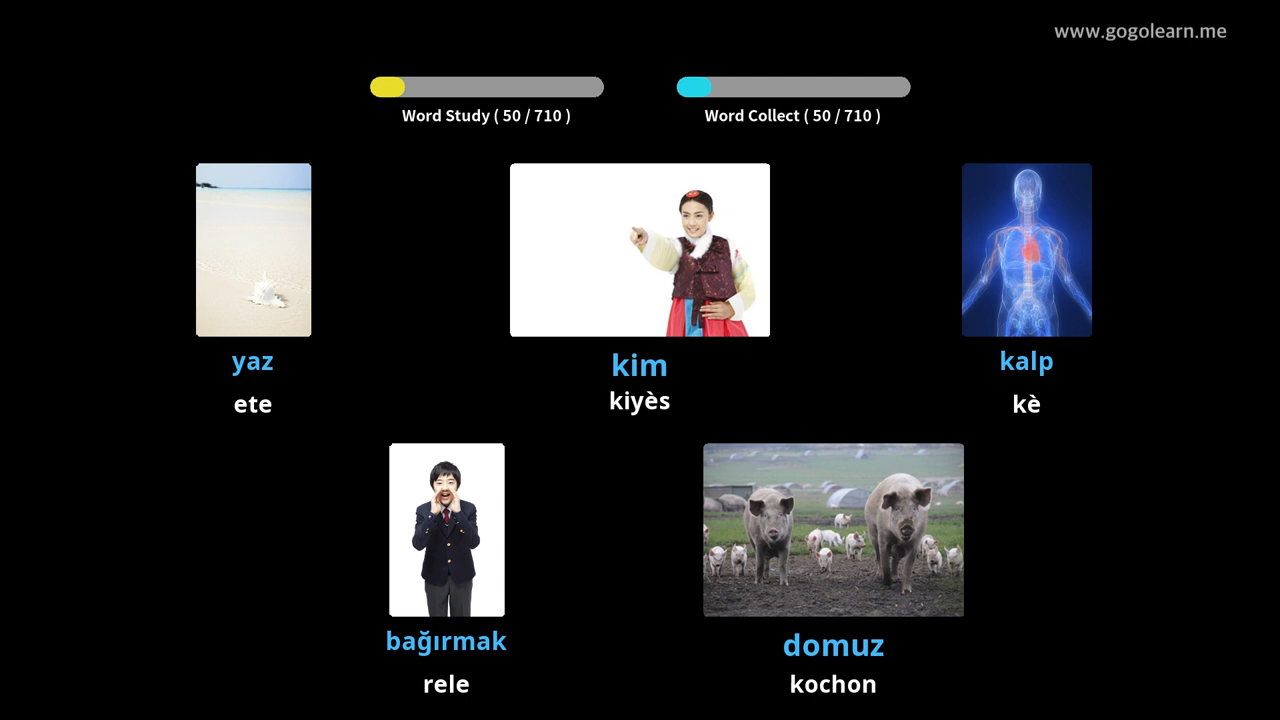 www.gogolearn.me
Word Study ( 50 / 710 )
Word Collect ( 50 / 710 )
yaz
ete
kim
kiyès
kalp
kè
bağırmak
rele
domuz
kochon